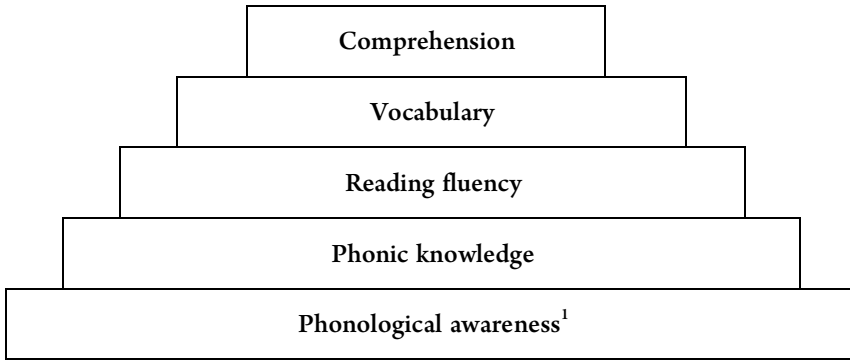 Comprehension
Vocabulary
Reading fluency
Phonic knowledge
Phonological awareness¹